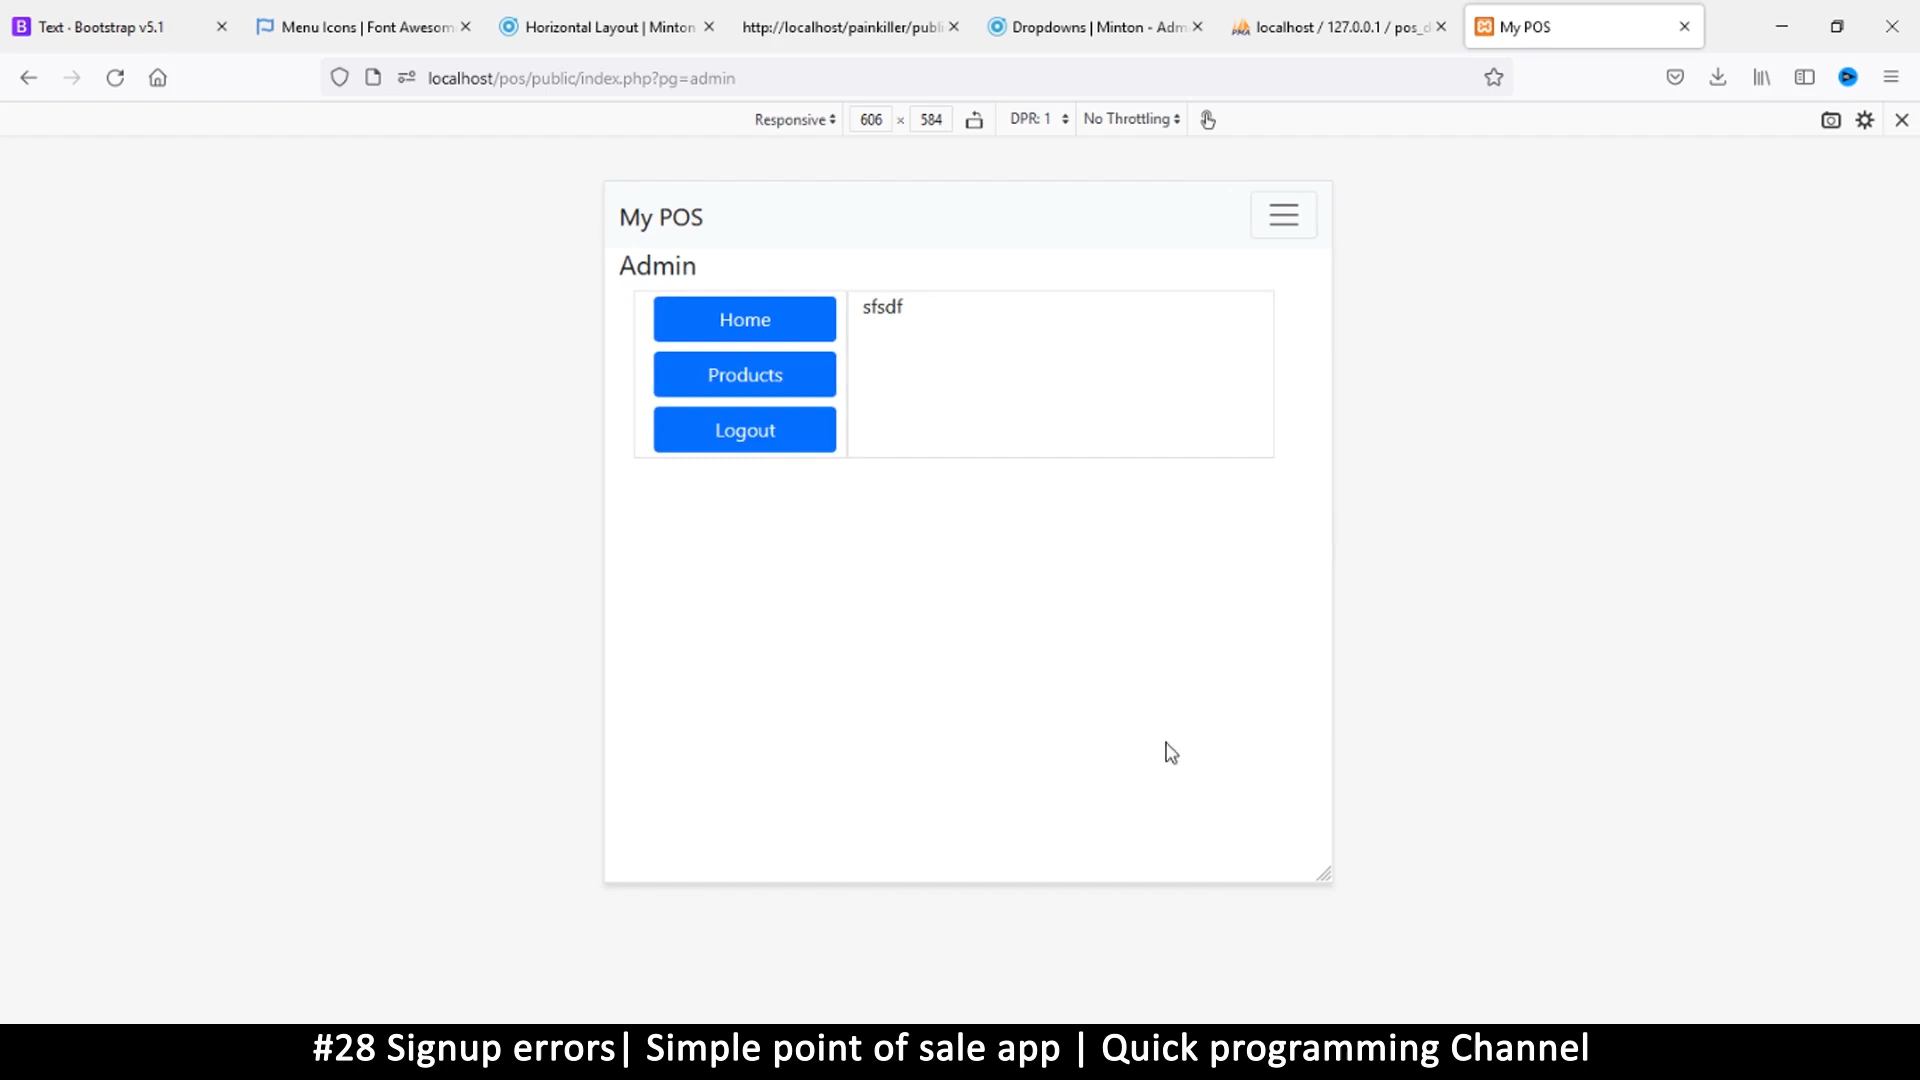 Text - Bootstrap v5.1
Menu Icons | Font Awesom
Horizontal Layout | Minton
http://localhost/painkiller/publi
Dropdowns | Minton - Adm
localhost / 127.0.0.1 / pos_d
My POS
localhost/pos/public/index.php?pg=admin
Responsive
606 × 584
DPR: 1
No Throttling
My POS
Admin
Home
sfsdf
Products
Logout
#28 Signup errors| Simple point of sale app | Quick programming Channel